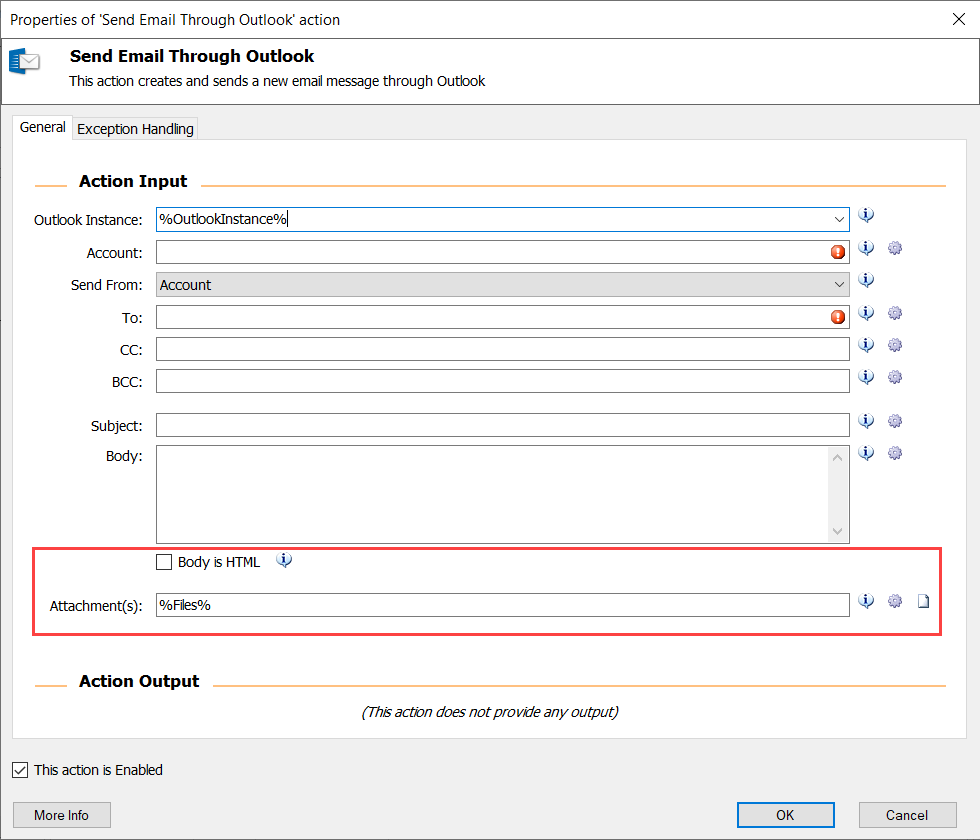 Properties of 'Send Email Through Outlook' action
Send Email Through Outlook
This action creates and sends a new email message through Outlook
General Exception Handling
Action Input
Outlook Instance: %OutlookInstance%
Account:
Send From: Account
To:
CC:
BCC:
Subject:
Body:
Body is HTML
Attachment(s): %Files%
Action Output
(This action does not provide any output)
This action is Enabled
More Info OK Cancel